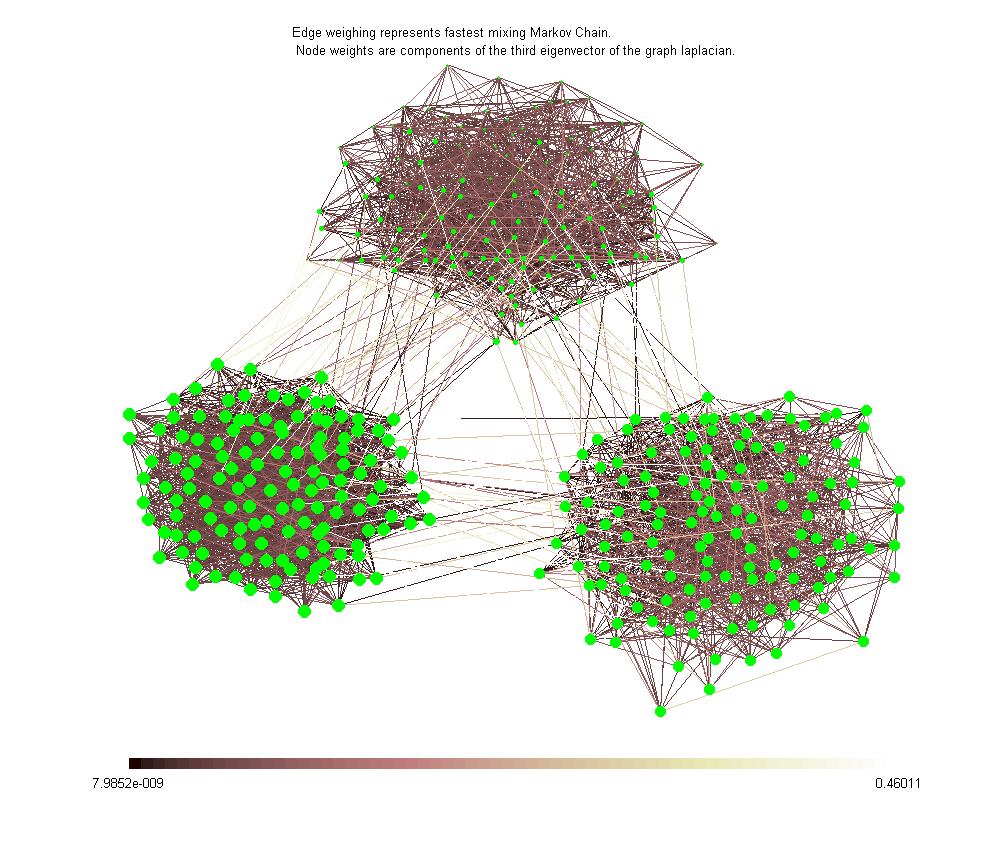 Edge weighing represents fastest mixing Markov Chain.
Node weights are components of the third eigenvector of the graph laplacian.
7.9852e-009
0.46011